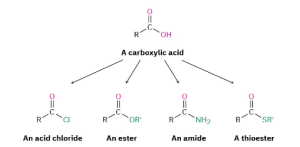 O
C
R OH
A carboxylic acid
O O O O
C C C C
R Cl R OR' R NH₂ R SR'
An acid chloride An ester An amide A thioester